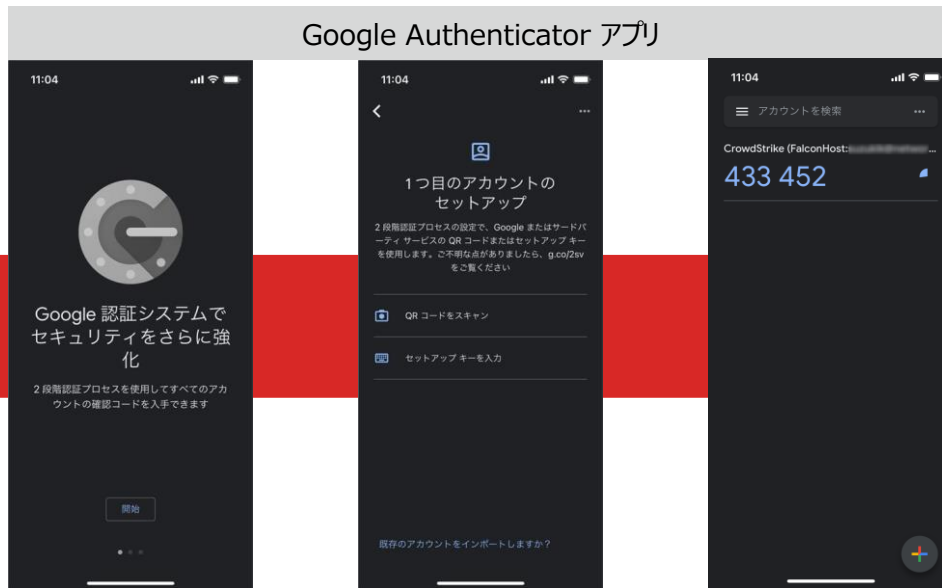 Google Authenticator アプリ
11:04
Google 認証システムで
セキュリティをさらに強
化
2 段階認証プロセスを使用してすべてのアカ
ウントの確認コードを入手できます
開始
11:04
1つ目のアカウントの
セットアップ
2 段階認証プロセスの設定で、Google またはサードパ
ーティ サービスの QR コードまたはセットアップ キー
を使用します。ご不明な点がありましたら、g.co/2sv
をご覧ください
QR コードをスキャン
セットアップ キーを入力
既存のアカウントをインポートしますか？
11:04
アカウントを検索
CrowdStrike (FalconHost:
433 452